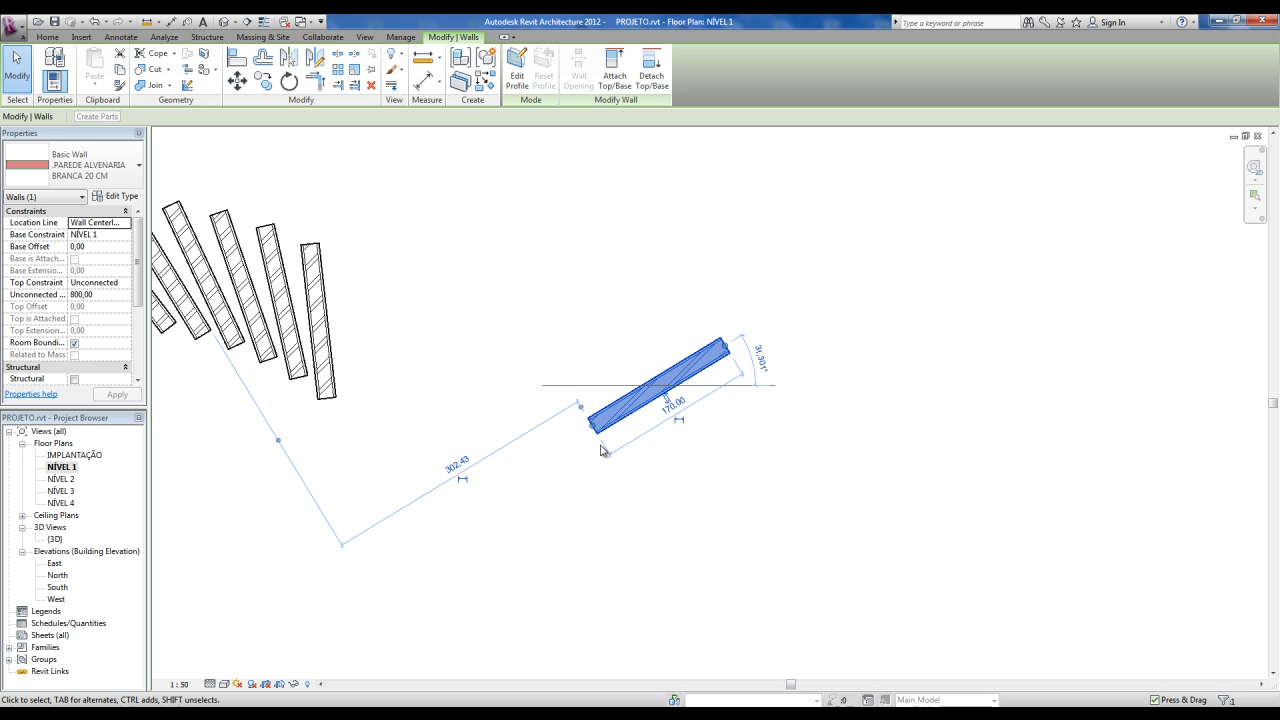 Autodesk Revit Architecture 2012 - PROJETO.rvt - Floor Plan: NÍVEL 1
Type a keyword or phrase
Sign In
Home Insert Annotate Analyze Structure Massing & Site Collaborate View Manage Modify | Walls
Modify
Paste
Cope
Cut
Join
Edit Profile
Reset Profile
Wall Opening
Attach Top/Base
Detach Top/Base
Select Properties Clipboard Geometry Modify View Measure Create Mode Modify Wall
Modify | Walls
Create Parts
Properties
Basic Wall
.PAREDE ALVENARIA
BRANCA 20 CM
Walls (1)
Edit Type
Constraints
Location Line Wall Centerl...
Base Constraint NÍVEL 1
Base Offset 0,00
Base is Attach...
Base Extensio... 0,00
Top Constraint Unconnected
Unconnected ... 800,00
Top Offset 0,00
Top is Attached
Top Extension... 0,00
Room Boundi...
Related to Mass
Structural
Structural
Properties help
Apply
PROJETO.rvt - Project Browser
Views (all)
Floor Plans
IMPLANTAÇÃO
NÍVEL 1
NÍVEL 2
NÍVEL 3
NÍVEL 4
Ceiling Plans
3D Views
{3D}
Elevations (Building Elevation)
East
North
South
West
Legends
Schedules/Quantities
Sheets (all)
Families
Groups
Revit Links
302.43
170.00
31,301°
2D
1 : 50
Click to select, TAB for alternates, CTRL adds, SHIFT unselects.
:0
Main Model
Press & Drag
:1